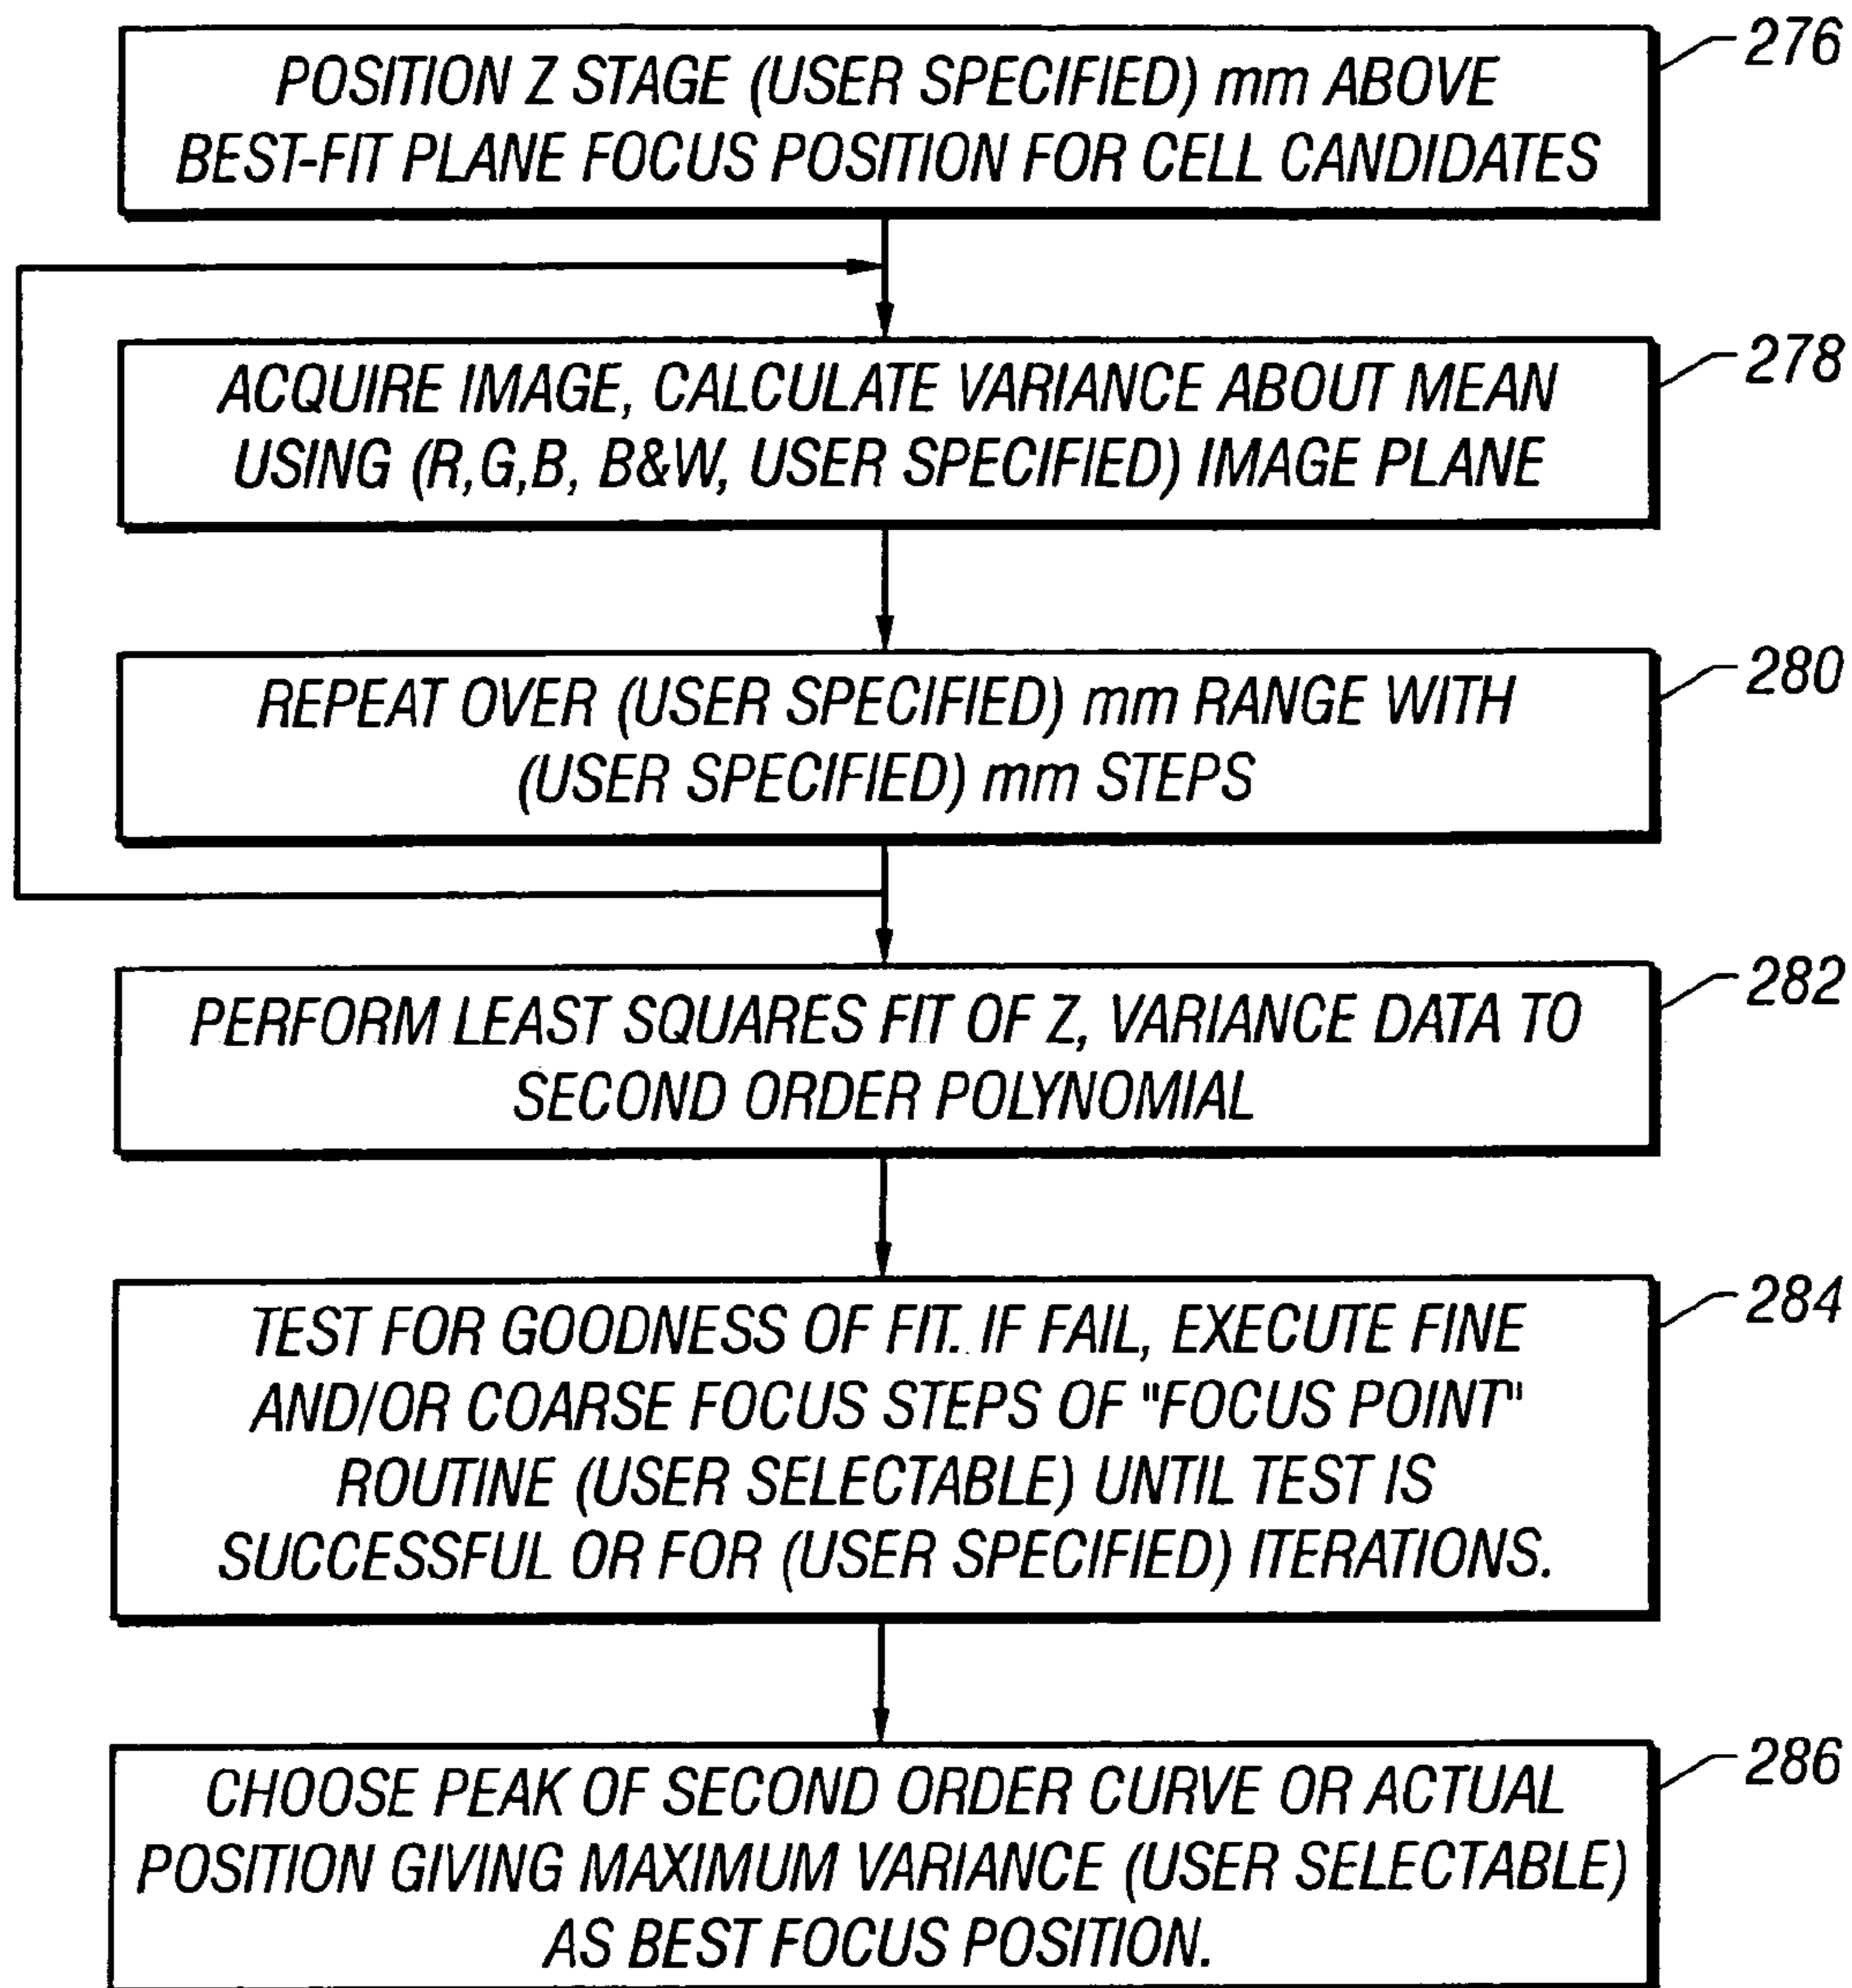 276
POSITION Z STAGE (USER SPECIFIED) mm ABOVE
BEST-FIT PLANE FOCUS POSITION FOR CELL CANDIDATES
278
ACQUIRE IMAGE, CALCULATE VARIANCE ABOUT MEAN
USING (R,G,B, B&W, USER SPECIFIED) IMAGE PLANE
280
REPEAT OVER (USER SPECIFIED) mm RANGE WITH
(USER SPECIFIED) mm STEPS
282
PERFORM LEAST SQUARES FIT OF Z, VARIANCE DATA TO
SECOND ORDER POLYNOMIAL
284
TEST FOR GOODNESS OF FIT. IF FAIL, EXECUTE FINE
AND/OR COARSE FOCUS STEPS OF "FOCUS POINT"
ROUTINE (USER SELECTABLE) UNTIL TEST IS
SUCCESSFUL OR FOR (USER SPECIFIED) ITERATIONS.
286
CHOOSE PEAK OF SECOND ORDER CURVE OR ACTUAL
POSITION GIVING MAXIMUM VARIANCE (USER SELECTABLE)
AS BEST FOCUS POSITION.